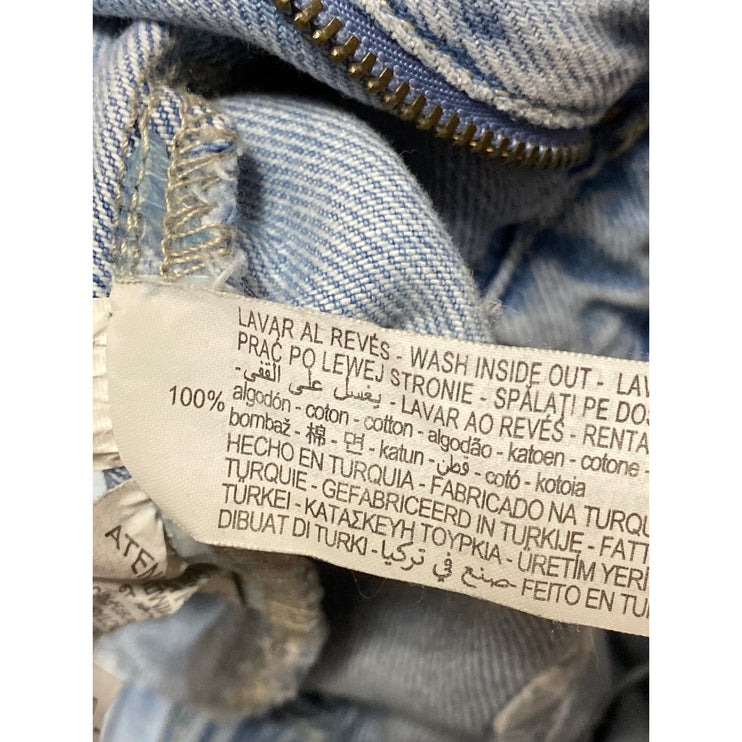 LAVAR AL REVÉS - WASH INSIDE OUT - LAV
PRAĆ PO LEWEJ STRONIE - SPĂLAŢI PE DOS
- يغسل على القفى - LAVAR AO REVÉS - RENTA
100% algodón - coton - cotton - algodão - katoen - cotone -
bombaž - 棉 - 면 - katun - قطن - cotó - kotoia
HECHO EN TURQUIA - FABRICADO NA TURQU
TURQUIE - GEFABRICEERD IN TURKIJE - FATT
TÜRKEI - ΚΑΤΑΣΚΕΥΗ ΤΟΥΡΚΙΑ - ÜRETİM YERİ
DIBUAT DI TURKI - صنع في تركيا - FEITO EN TU
ATEN